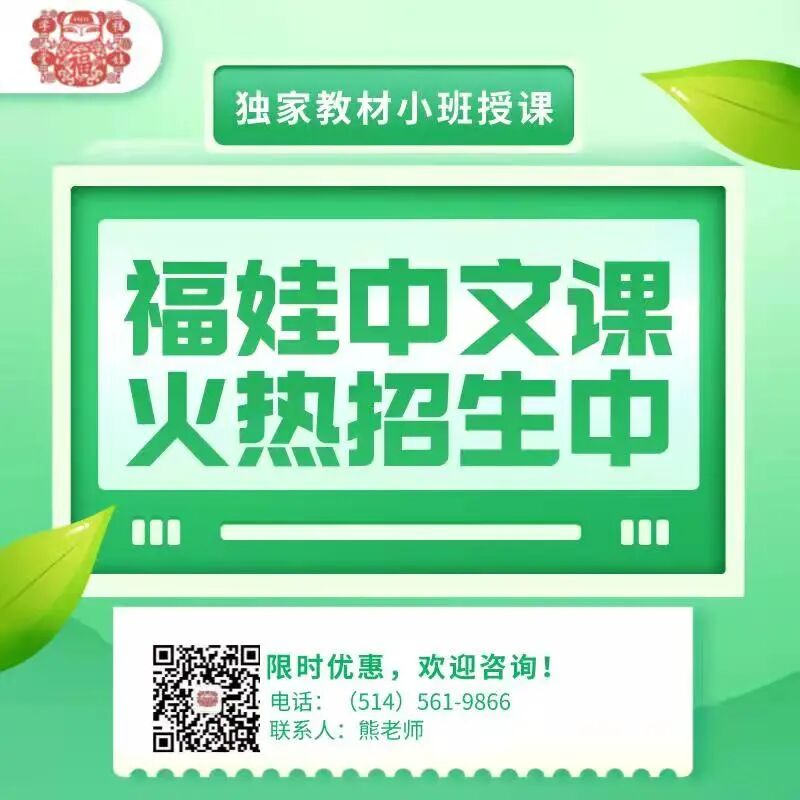 福
独家教材小班授课
福娃中文课
火热招生中
限时优惠，欢迎咨询！
电话：（514）561-9866
联系人：熊老师